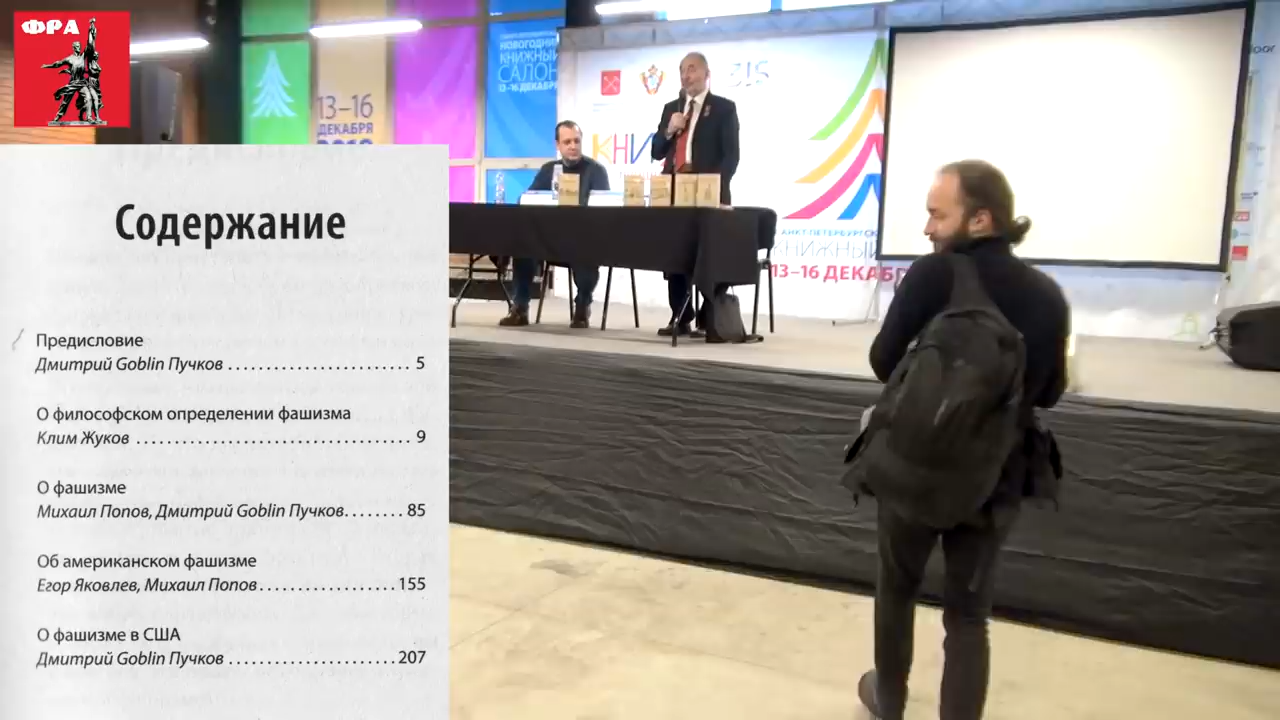 ФРА
НОВОГОДНИЙ
КНИЖНЫЙ
САЛОН
13-16 ДЕКАБРЯ
13–16
ДЕКАБРЯ
КНИ
КНИЖНЫЙ
13–16 ДЕКАБР
Содержание
Предисловие
Дмитрий Goblin Пучков ........................ 5
О философском определении фашизма
Клим Жуков .................................... 9
О фашизме
Михаил Попов, Дмитрий Goblin Пучков........ 85
Об американском фашизме
Егор Яковлев, Михаил Попов.................. 155
О фашизме в США
Дмитрий Goblin Пучков ...................... 207